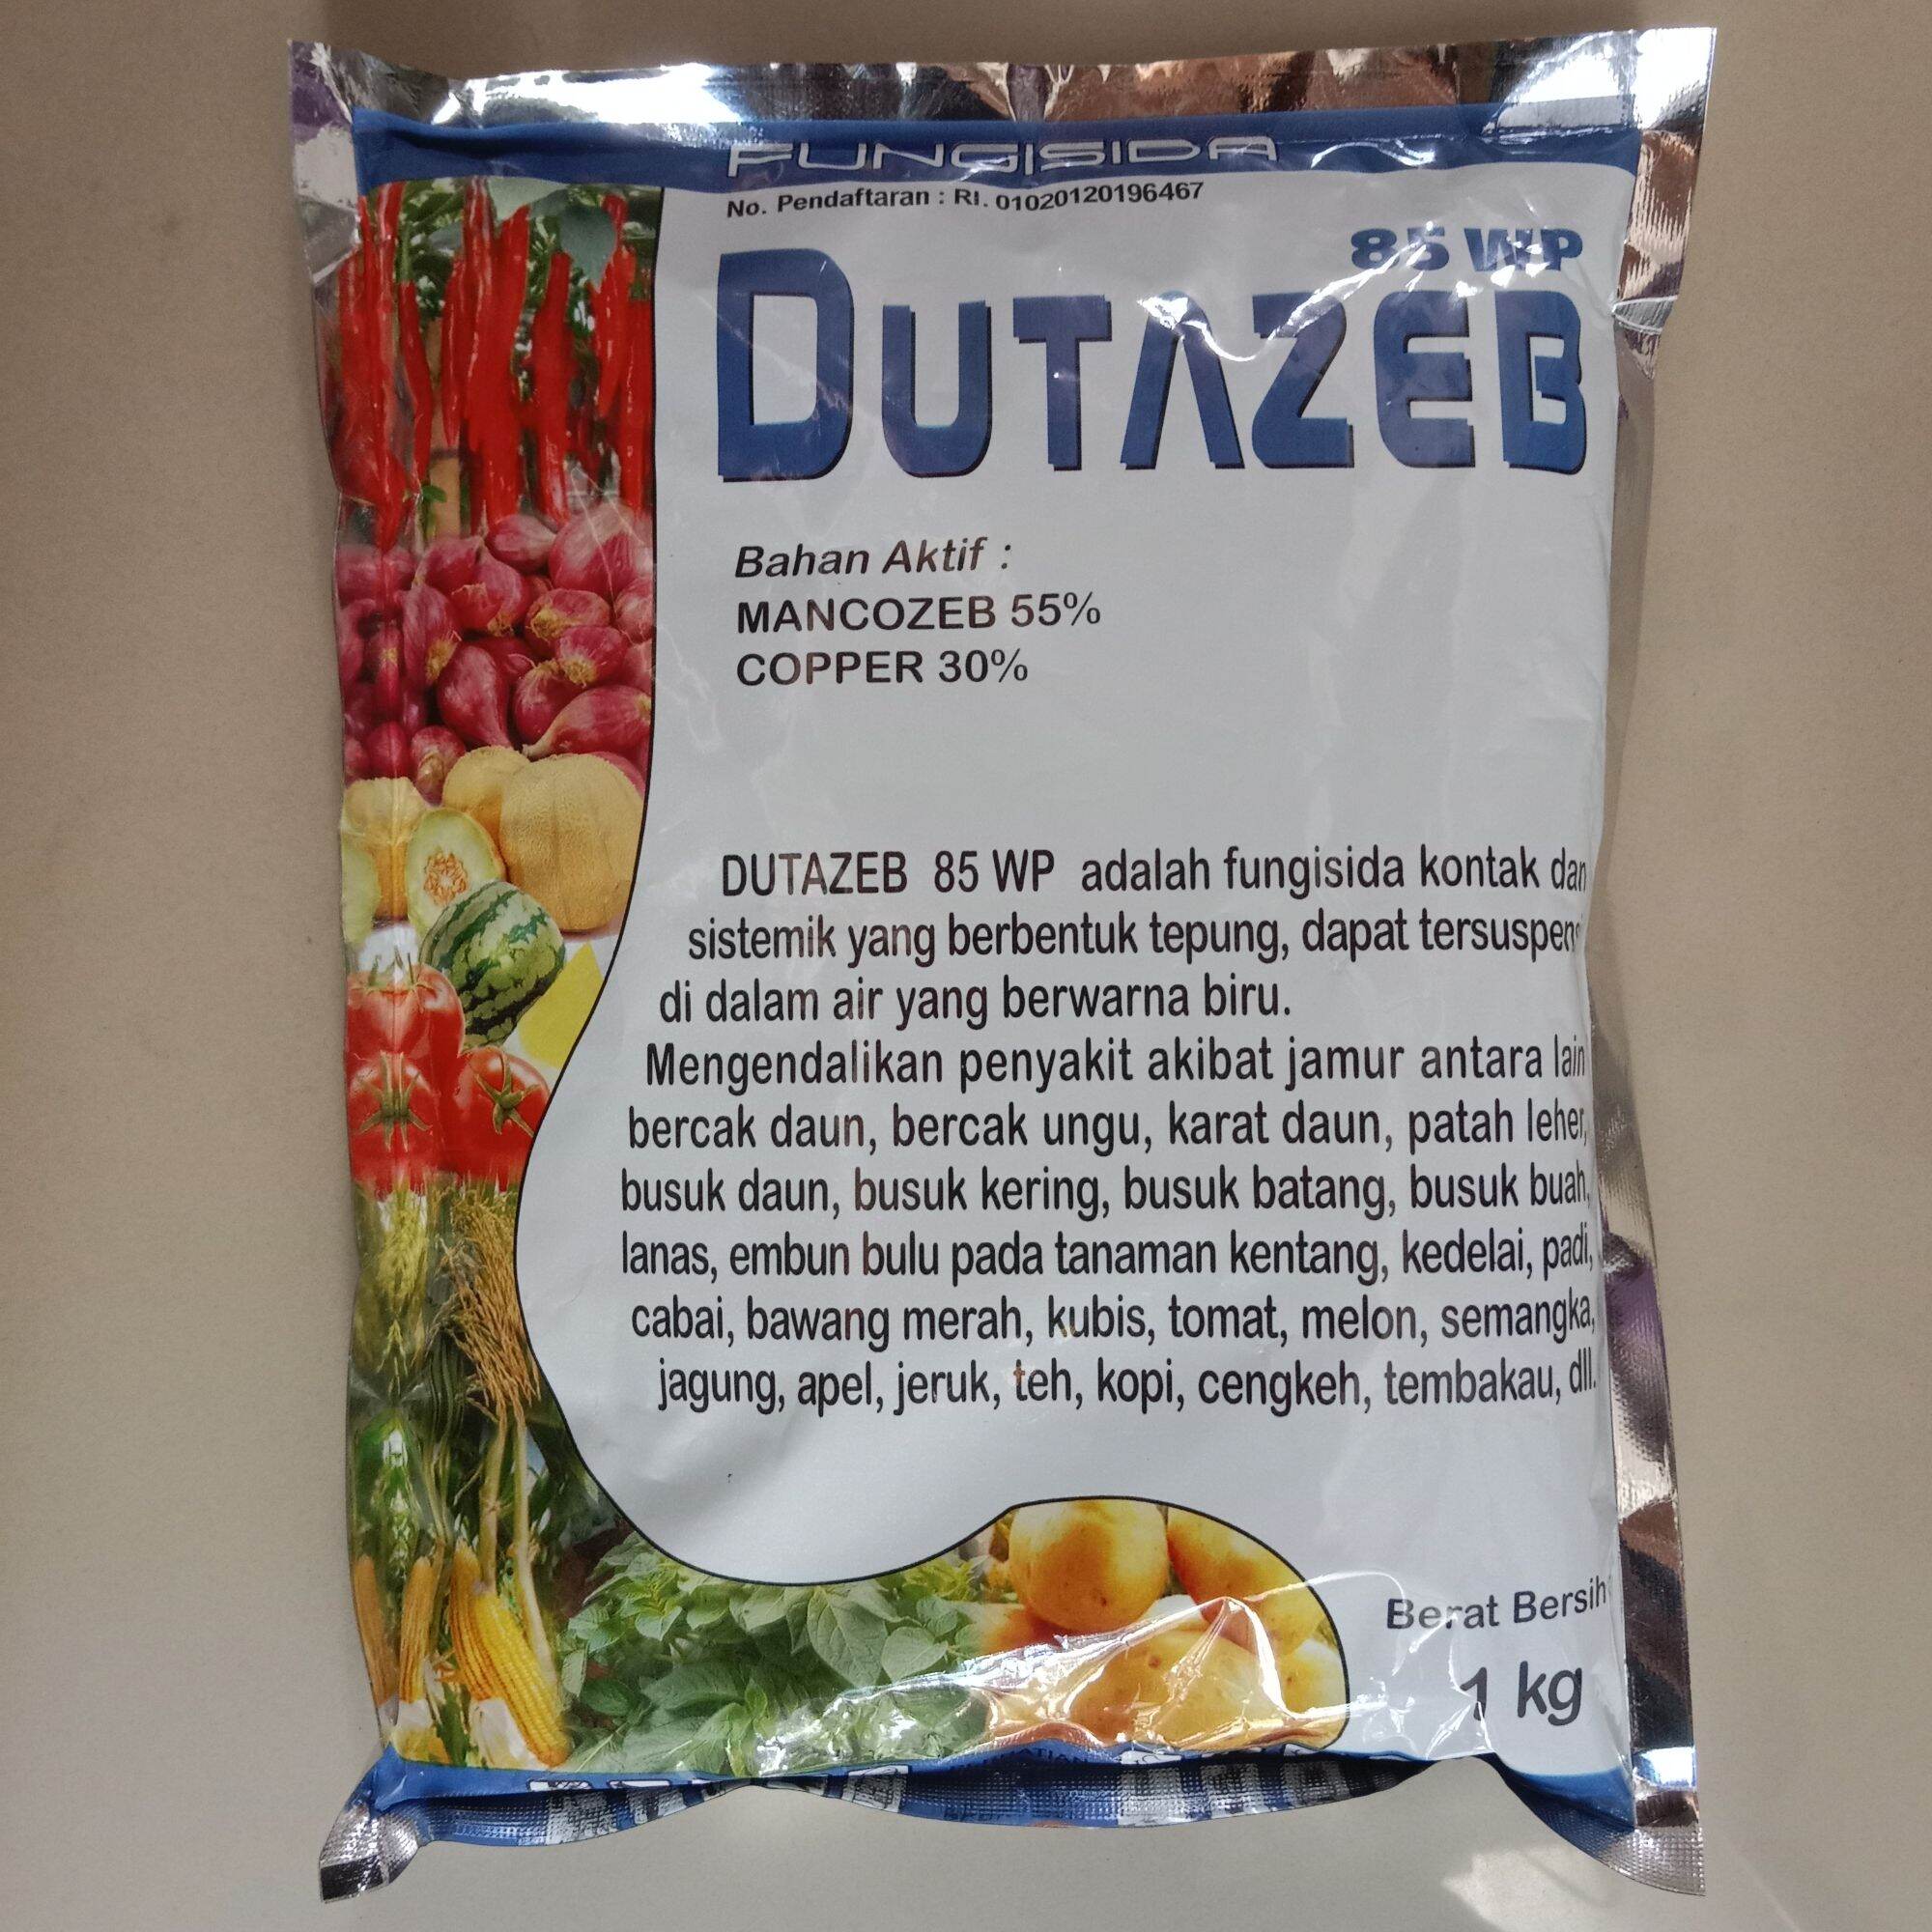 FUNGISIDA
No. Pendaftaran : RI. 01020120196467
85 WP
DUTAZEB
Bahan Aktif :
MANCOZEB 55%
COPPER 30%
DUTAZEB 85 WP adalah fungisida kontak dan
sistemik yang berbentuk tepung, dapat tersuspens
di dalam air yang berwarna biru.
Mengendalikan penyakit akibat jamur antara lain
bercak daun, bercak ungu, karat daun, patah leher,
busuk daun, busuk kering, busuk batang, busuk buah,
lanas, embun bulu pada tanaman kentang, kedelai, padi,
cabai, bawang merah, kubis, tomat, melon, semangka,
jagung, apel, jeruk, teh, kopi, cengkeh, tembakau, dll.
Berat Bersih
1 kg